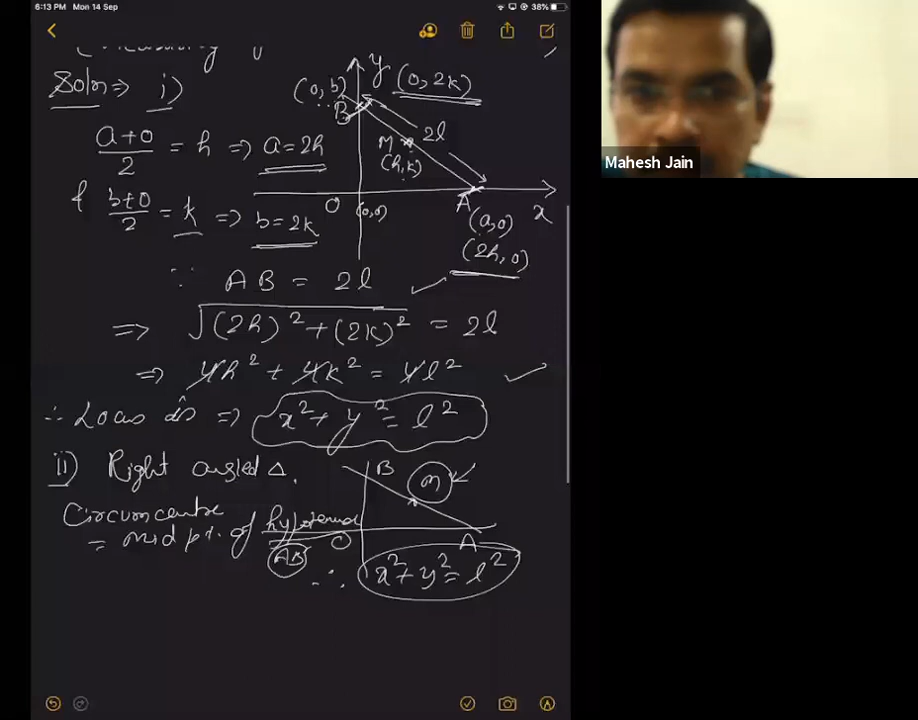 6:13 PM Mon 14 Sep
38%
Soln ⇒ i)
y
(0, b)
(0, 2k)
B
2l
M
(h,k)
(a+0)/2 = h ⇒ a = 2h
& (b+0)/2 = k ⇒ b = 2k
O
(0,0)
A
x
(a,0)
(2h, 0)
∵ AB = 2l
⇒ √((2h)² + (2k)²) = 2l
⇒ 4h² + 4k² = 4l²
∴ Locus is ⇒ x² + y² = l²
ii) Right angled Δ.
B
M
Circumcentre
= mid pt. of hypotenuse
AB
O
A
∴ x² + y² = l²
Mahesh Jain